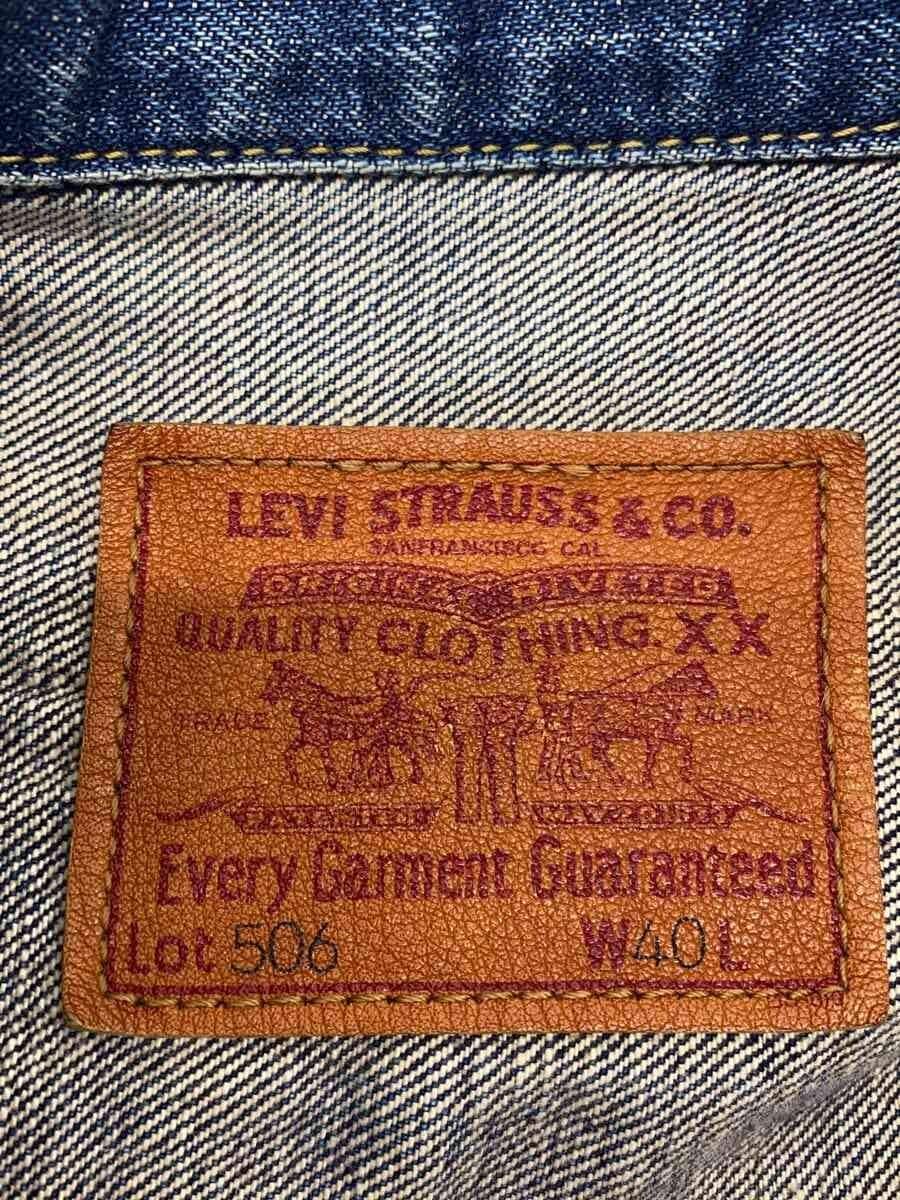 LEVI STRAUSS & CO.
SANFRANCISCO CAL.
QUALITY CLOTHING XX
TRADE MARK
Every Garment Guaranteed
Lot 506 W40 L